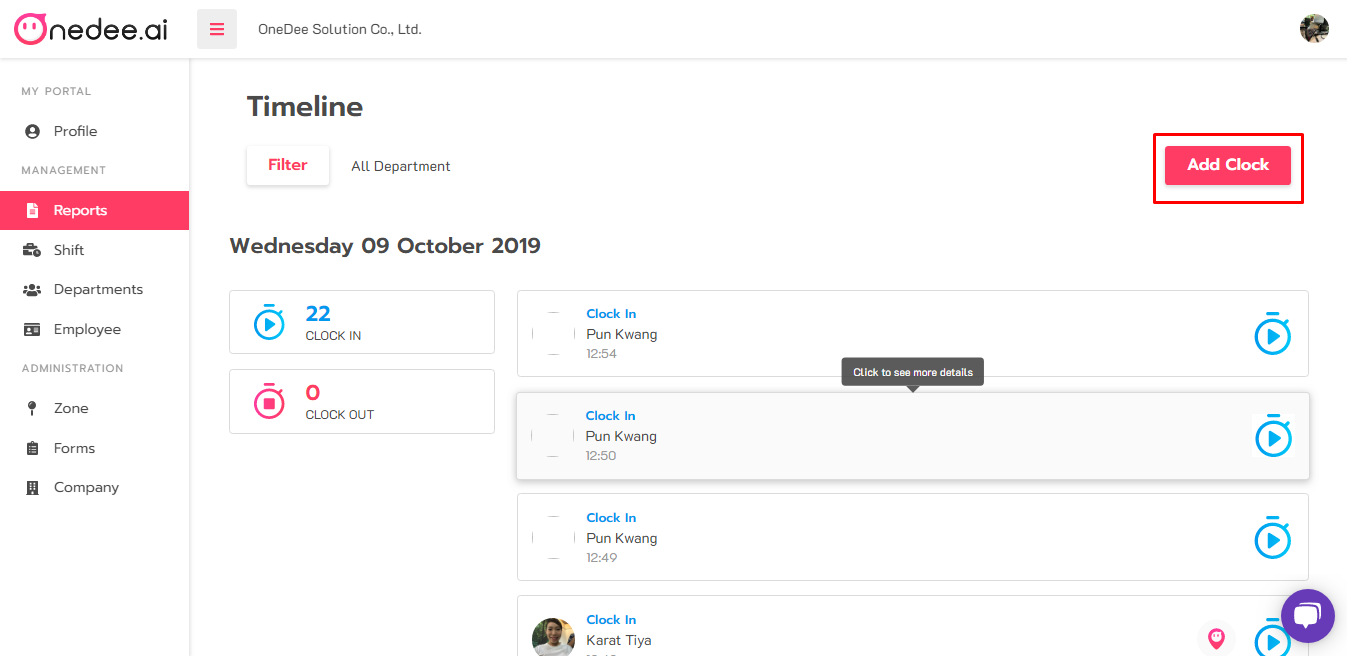 Onedee.ai
OneDee Solution Co., Ltd.
MY PORTAL
Profile
MANAGEMENT
Reports
Shift
Departments
Employee
ADMINISTRATION
Zone
Forms
Company
Timeline
Filter
All Department
Add Clock
Wednesday 09 October 2019
22
CLOCK IN
0
CLOCK OUT
Clock In
Pun Kwang
12:54
Click to see more details
Clock In
Pun Kwang
12:50
Clock In
Pun Kwang
12:49
Clock In
Karat Tiya